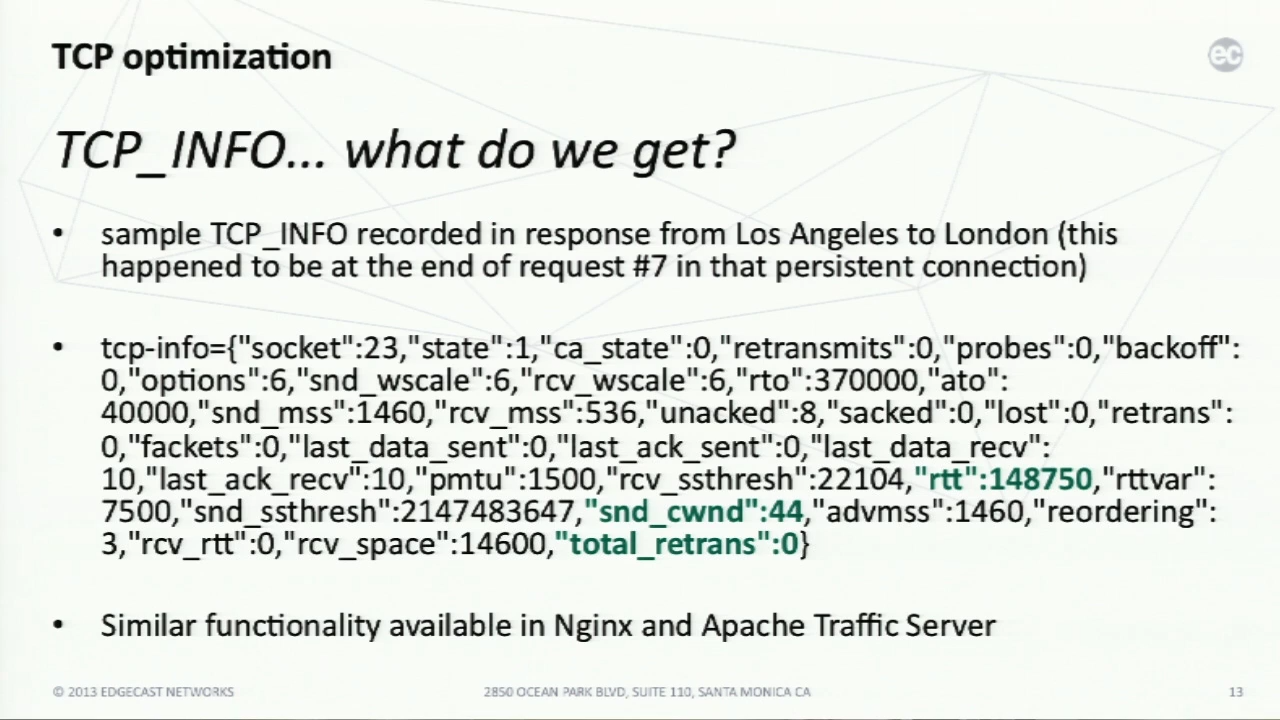 TCP optimization
ec
TCP_INFO... what do we get?
• sample TCP_INFO recorded in response from Los Angeles to London (this
happened to be at the end of request #7 in that persistent connection)
• tcp-info={"socket":23,"state":1,"ca_state":0,"retransmits":0,"probes":0,"backoff":
0,"options":6,"snd_wscale":6,"rcv_wscale":6,"rto":370000,"ato":
40000,"snd_mss":1460,"rcv_mss":536,"unacked":8,"sacked":0,"lost":0,"retrans":
0,"fackets":0,"last_data_sent":0,"last_ack_sent":0,"last_data_recv":
10,"last_ack_recv":10,"pmtu":1500,"rcv_ssthresh":22104,"rtt":148750,"rttvar":
7500,"snd_ssthresh":2147483647,"snd_cwnd":44,"advmss":1460,"reordering":
3,"rcv_rtt":0,"rcv_space":14600,"total_retrans":0}
• Similar functionality available in Nginx and Apache Traffic Server
© 2013 EDGECAST NETWORKS
2850 OCEAN PARK BLVD, SUITE 110, SANTA MONICA CA
13